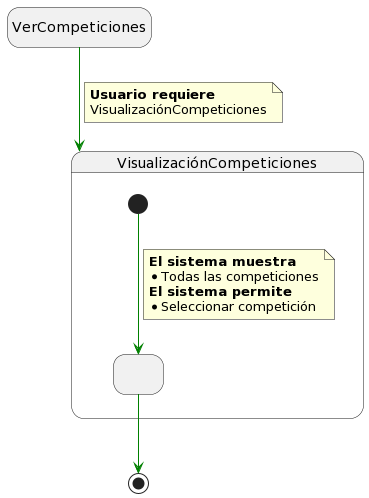 VerCompeticiones
Usuario requiere
VisualizaciónCompeticiones
VisualizaciónCompeticiones
El sistema muestra
• Todas las competiciones
El sistema permite
• Seleccionar competición